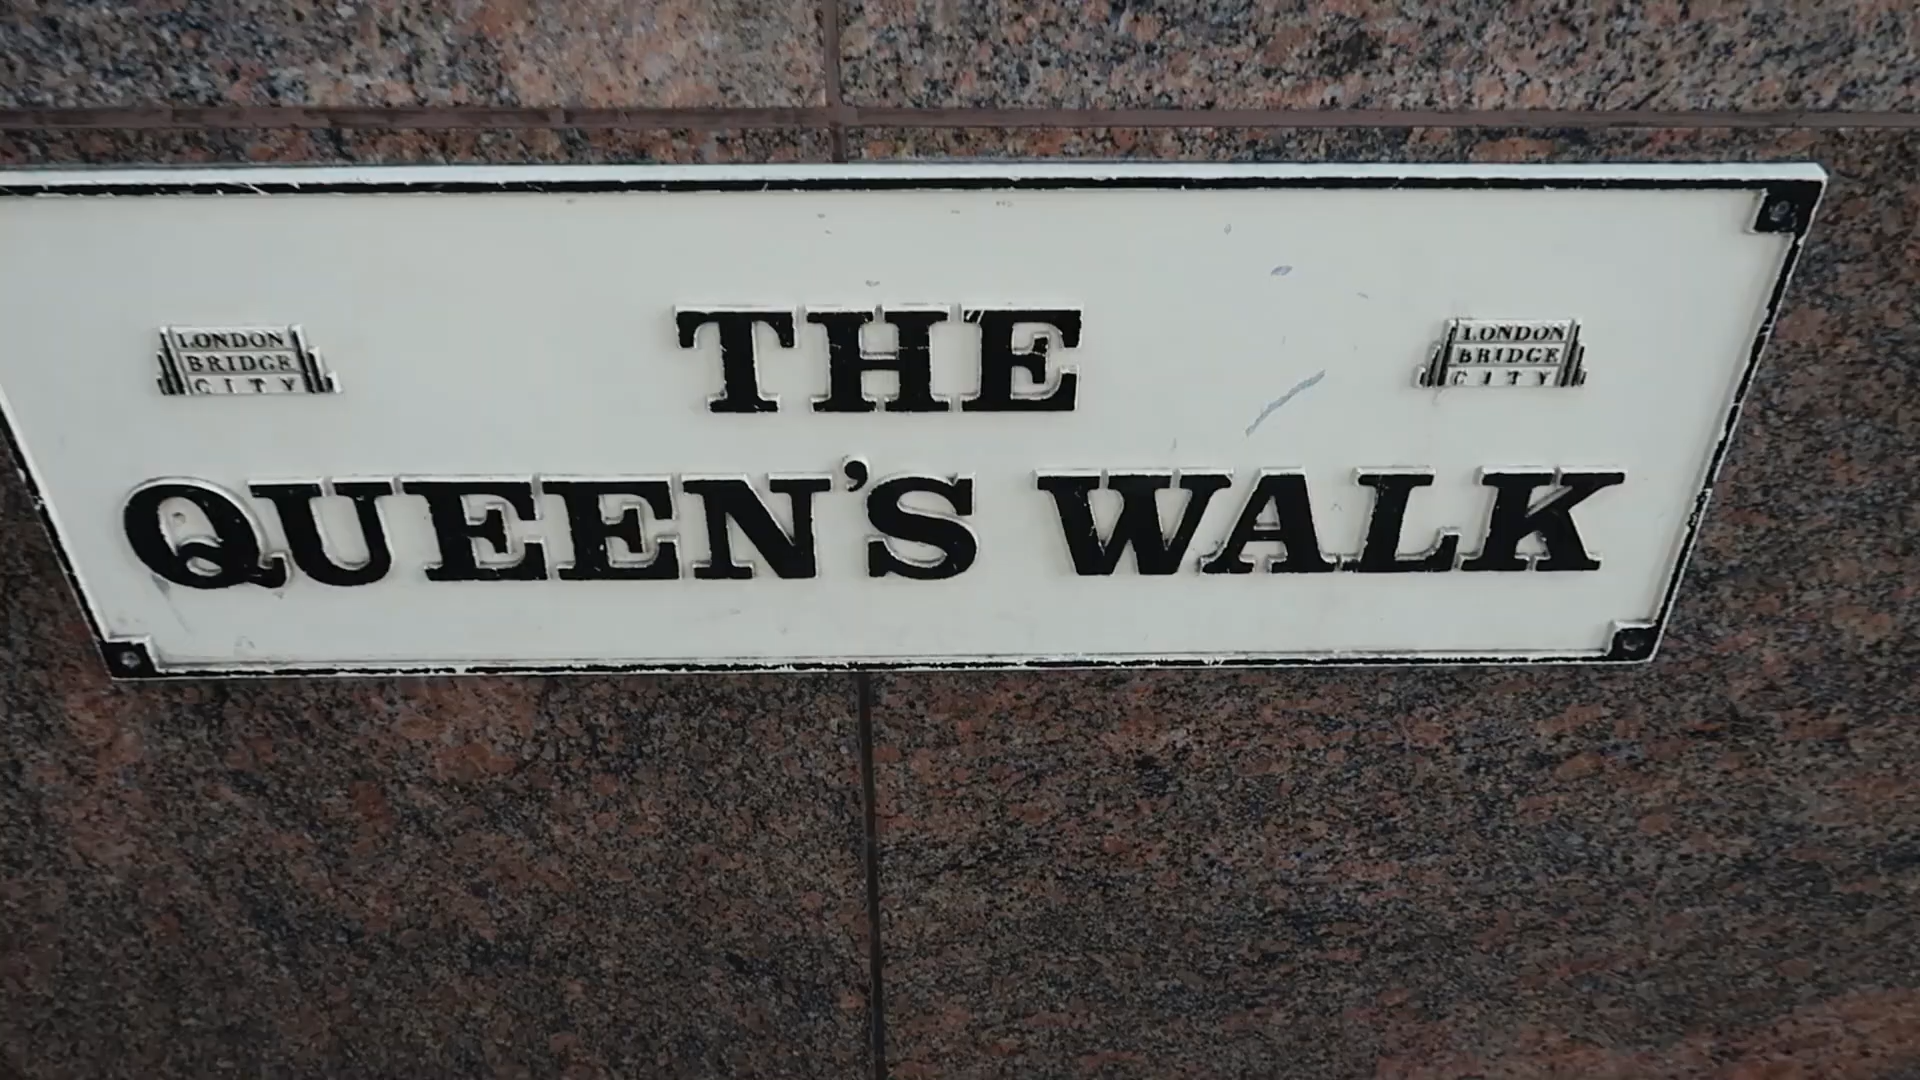 THE
LONDON
BRIDGE
CITY
LONDON
BRIDGE
CITY
QUEEN'S WALK